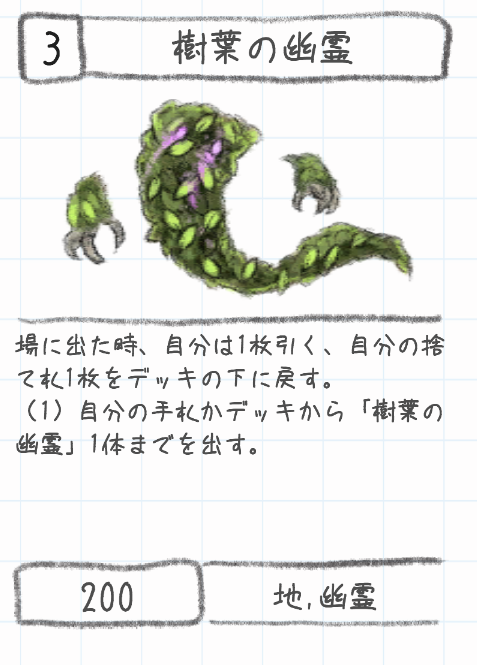 3
樹葉の幽霊
場に出た時、自分は1枚引く、自分の捨
て札1枚をデッキの下に戻す。
（1）自分の手札かデッキから「樹葉の
幽霊」1体までを出す。
200
地,幽霊